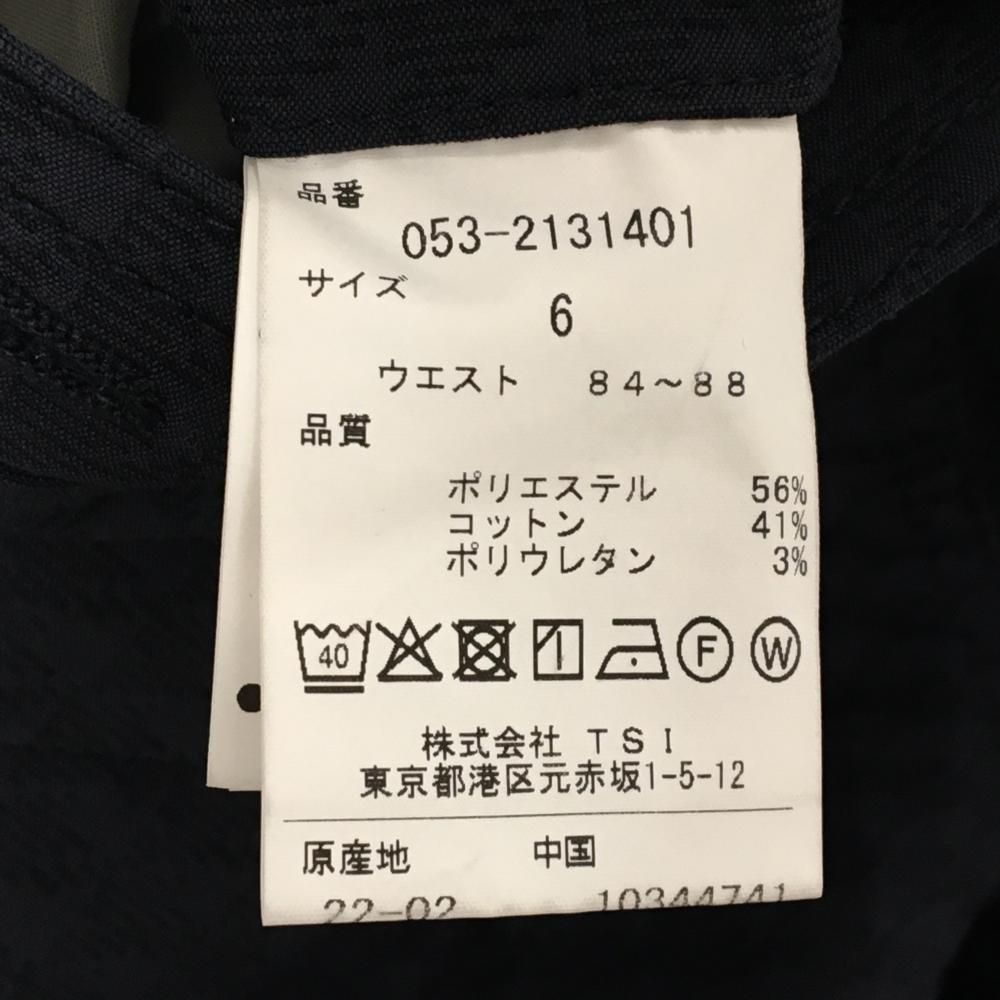 品番
053-2131401
サイズ
6
ウエスト 84~88
品質
ポリエステル 56%
コットン 41%
ポリウレタン 3%
40 F W
株式会社 TSI
東京都港区元赤坂1-5-12
原産地 中国
22-02 10344741